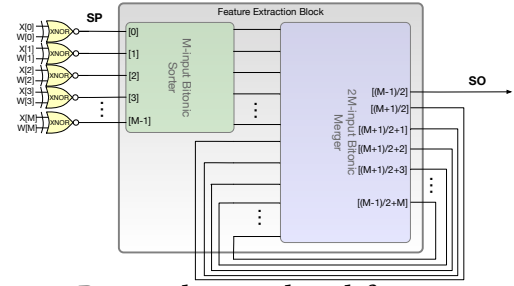 Feature Extraction Block
SP
X[0]
W[0]
XNOR
[0]
X[1]
W[1]
XNOR
[1]
X[2]
W[2]
XNOR
[2]
X[3]
W[3]
XNOR
[3]
X[M]
W[M]
XNOR
[M-1]
M-input Bitonic
Sorter
2M-input Bitonic
Merger
[(M-1)/2]
SO
[(M+1)/2]
[(M+1)/2+1]
[(M+1)/2+2]
[(M+1)/2+3]
[(M-1)/2+M]